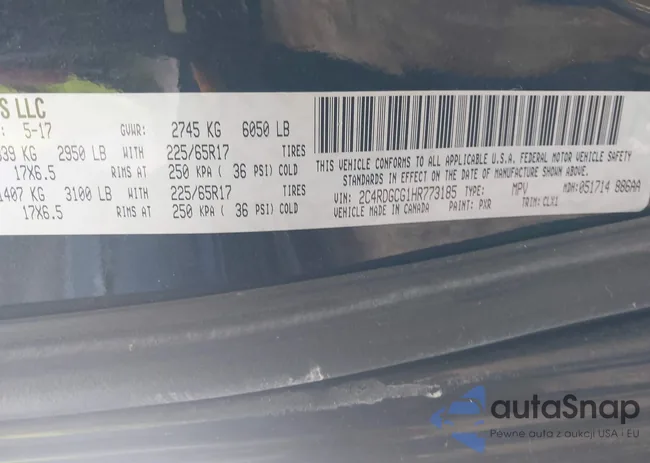 S LLC
: 5-17 GVWR: 2745 KG 6050 LB
339 KG 2950 LB WITH 225/65R17 TIRES
17X6.5 RIMS AT 250 KPA ( 36 PSI) COLD
1407 KG 3100 LB WITH 225/65R17 TIRES
17X6.5 RIMS AT 250 KPA ( 36 PSI) COLD
THIS VEHICLE CONFORMS TO ALL APPLICABLE U.S.A. FEDERAL MOTOR VEHICLE SAFETY
STANDARDS IN EFFECT ON THE DATE OF MANUFACTURE SHOWN ABOVE.
VIN: 2C4RDGCG1HR773185 TYPE: MPV MDH: 051714 886AA
VEHICLE MADE IN CANADA PAINT: PXR TRIM: CLX1
autaSnap
Pewne auta z aukcji USA i EU